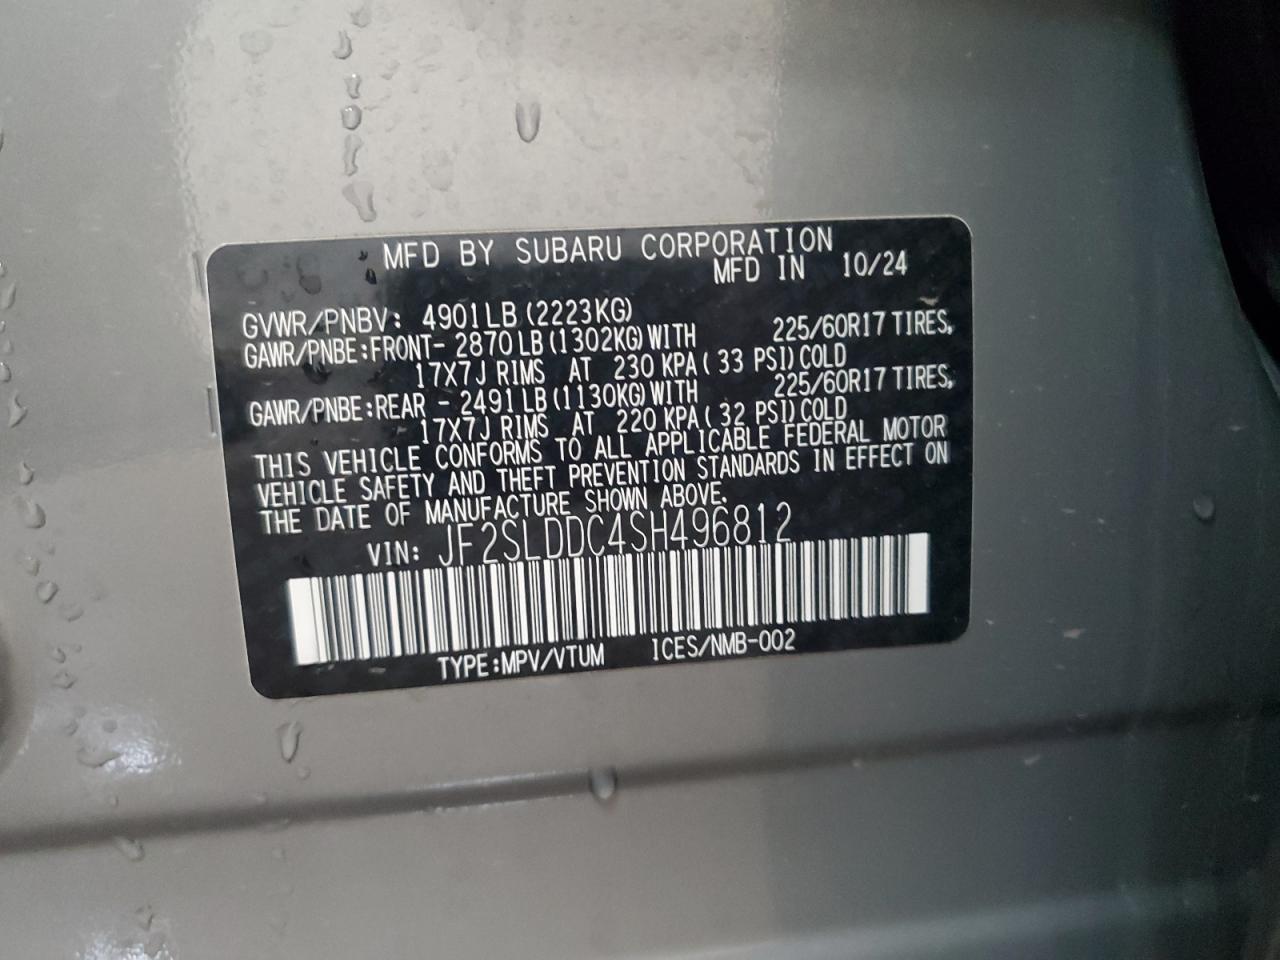 MFD BY SUBARU CORPORATION
MFD IN 10/24
GVWR/PNBV: 4901LB (2223KG)
GAWR/PNBE:FRONT- 2870LB (1302KG) WITH 225/60R17 TIRES,
17X7J RIMS AT 230 KPA( 33 PSI) COLD
GAWR/PNBE:REAR - 2491LB (1130KG) WITH 225/60R17 TIRES,
17X7J RIMS AT 220 KPA( 32 PSI) COLD
THIS VEHICLE CONFORMS TO ALL APPLICABLE FEDERAL MOTOR
VEHICLE SAFETY AND THEFT PREVENTION STANDARDS IN EFFECT ON
THE DATE OF MANUFACTURE SHOWN ABOVE.
VIN: JF2SLDDC4SH496812
TYPE:MPV/VTUM ICES/NMB-002